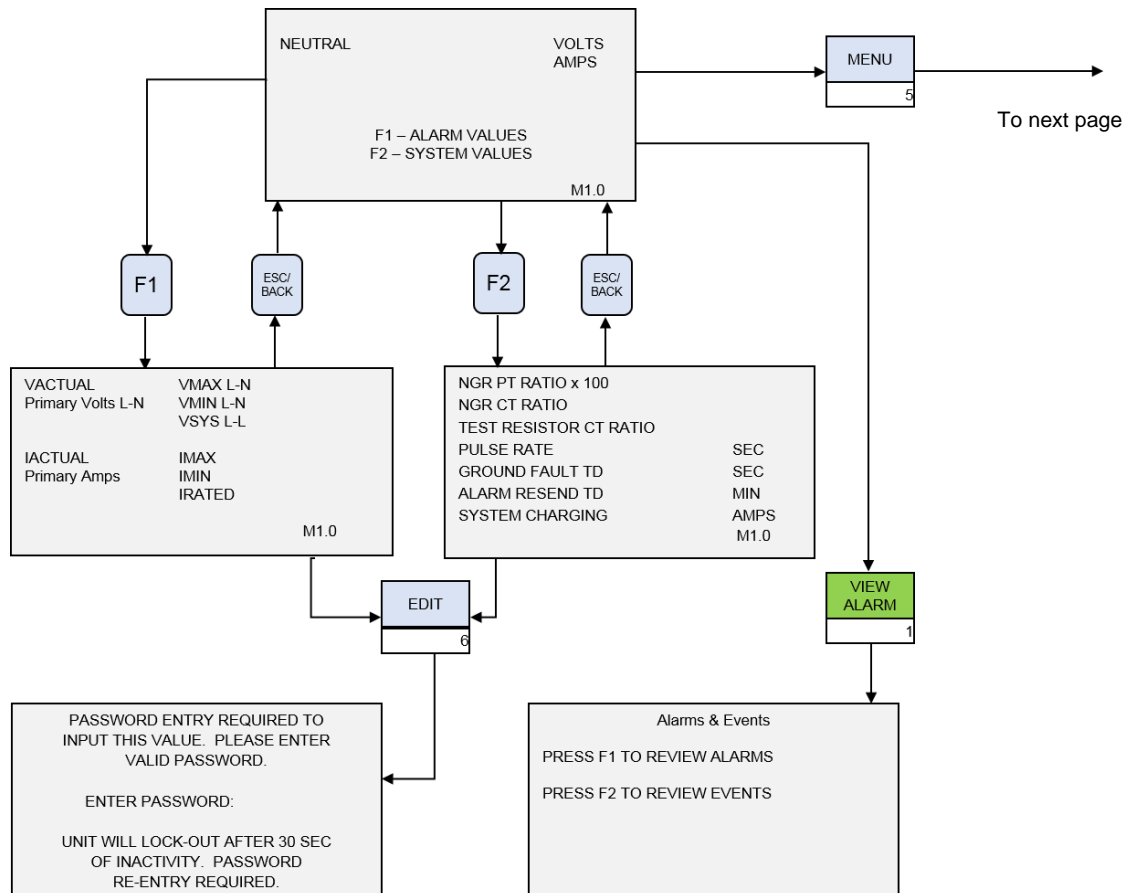 NEUTRAL VOLTS
AMPS
F1 – ALARM VALUES
F2 – SYSTEM VALUES
M1.0
MENU
5
To next page
F1
ESC/
BACK
F2
ESC/
BACK
VACTUAL VMAX L-N
Primary Volts L-N VMIN L-N
VSYS L-L
IACTUAL IMAX
Primary Amps IMIN
IRATED
M1.0
NGR PT RATIO x 100
NGR CT RATIO
TEST RESISTOR CT RATIO
PULSE RATE SEC
GROUND FAULT TD SEC
ALARM RESEND TD MIN
SYSTEM CHARGING AMPS
M1.0
EDIT
6
VIEW
ALARM
1
PASSWORD ENTRY REQUIRED TO
INPUT THIS VALUE. PLEASE ENTER
VALID PASSWORD.
ENTER PASSWORD:
UNIT WILL LOCK-OUT AFTER 30 SEC
OF INACTIVITY. PASSWORD
RE-ENTRY REQUIRED.
Alarms & Events
PRESS F1 TO REVIEW ALARMS
PRESS F2 TO REVIEW EVENTS